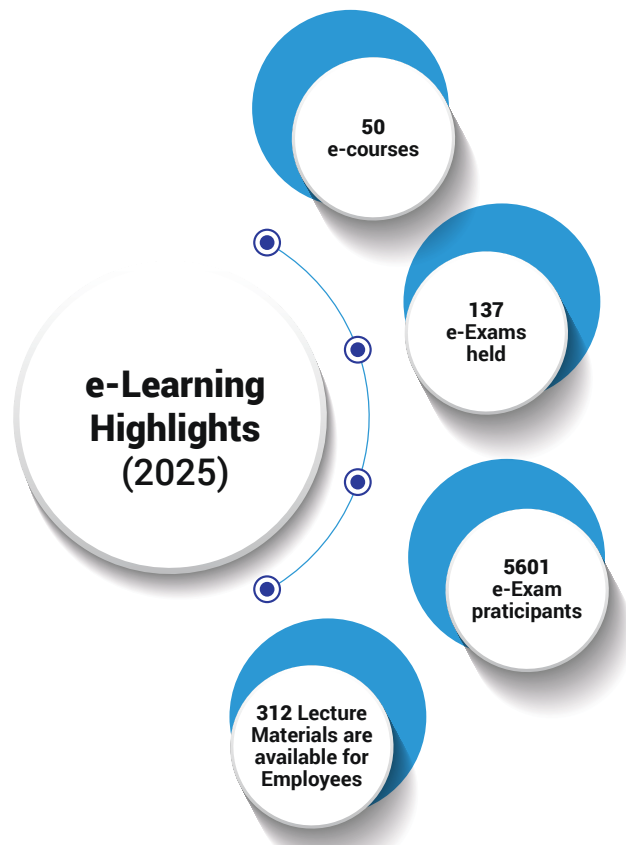 50
e-courses
137
e-Exams
held
e-Learning
Highlights
(2025)
5601
e-Exam
praticipants
312 Lecture
Materials are
available for
Employees